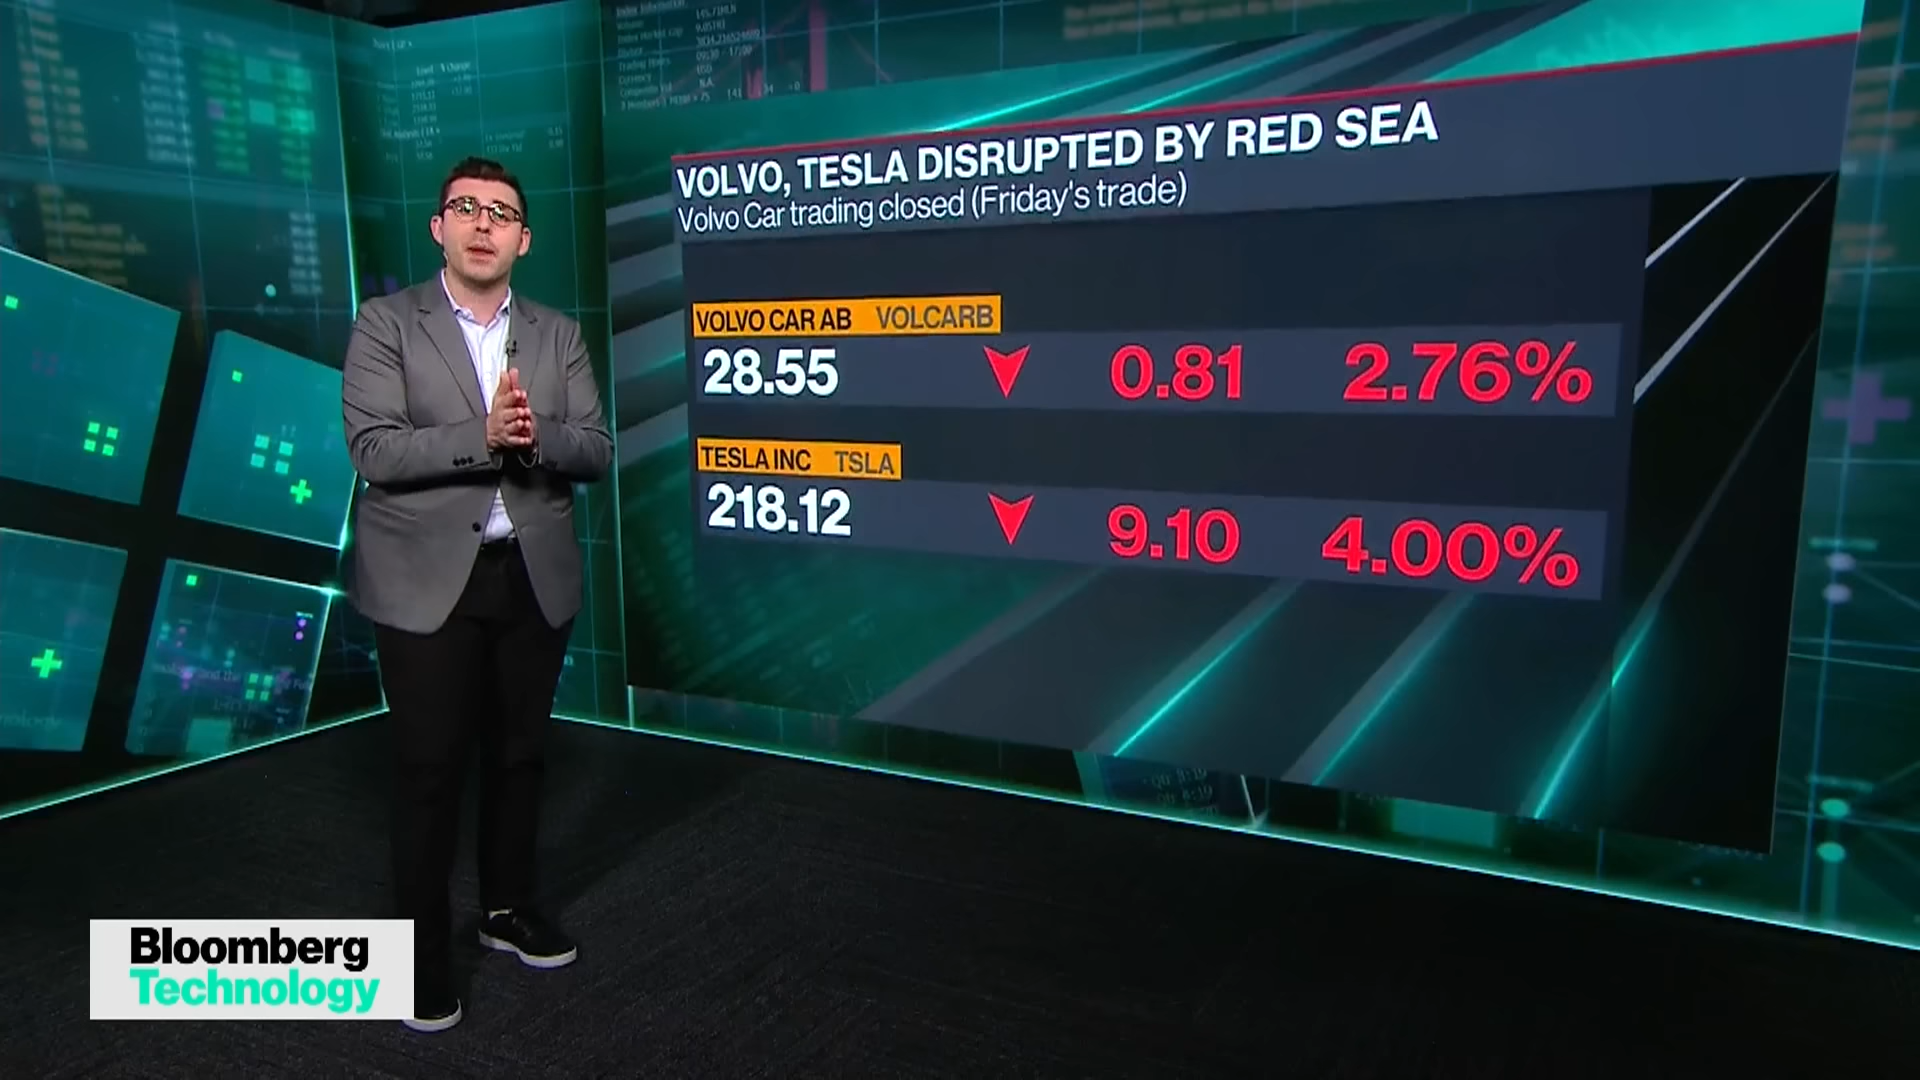 VOLVO, TESLA DISRUPTED BY RED SEA
Volvo Car trading closed (Friday's trade)
VOLVO CAR AB VOLCARB
28.55 0.81 2.76%
TESLA INC TSLA
218.12 9.10 4.00%
Bloomberg
Technology